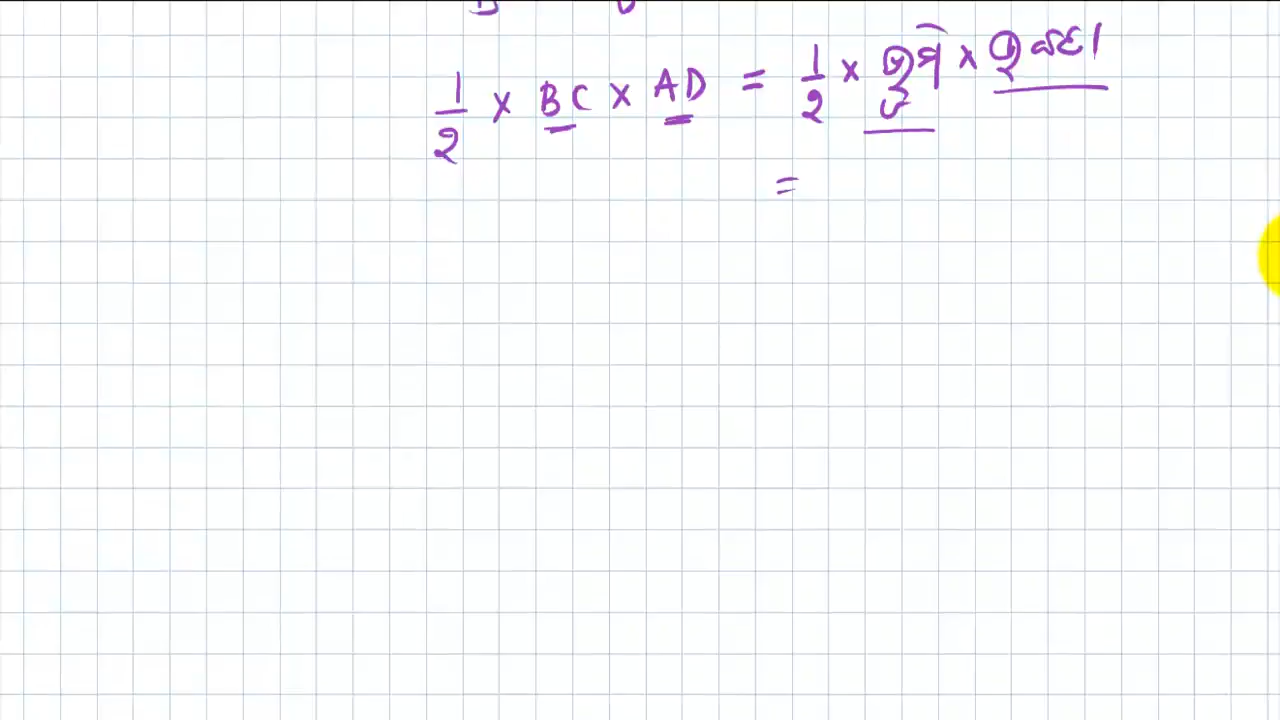 1/2 × BC × AD = 1/2 × ଭୂମି × ଉଚ୍ଚତା
=